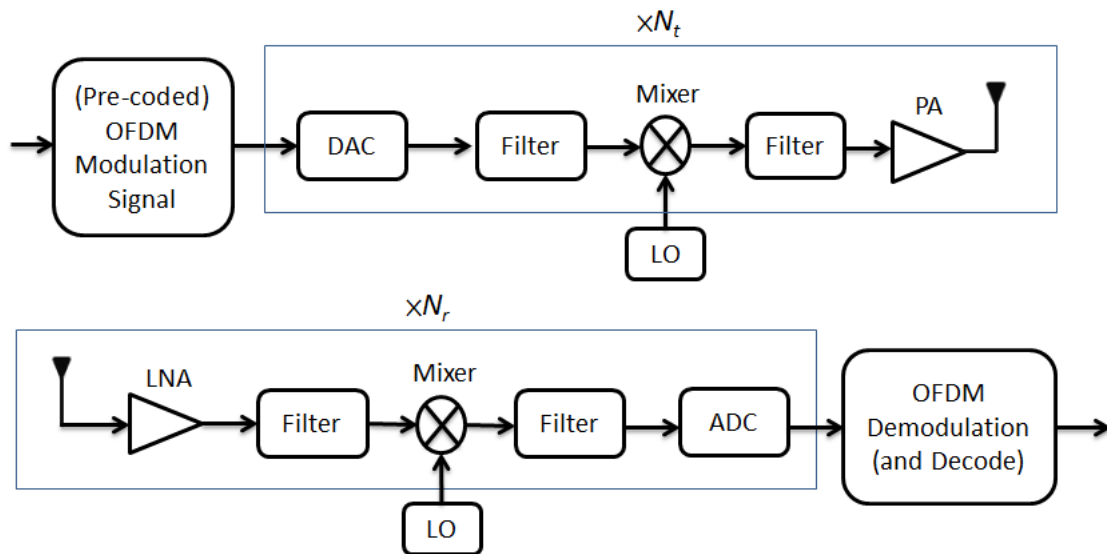 ×Nt
(Pre-coded)
OFDM
Modulation
Signal
DAC
Filter
Mixer
Filter
PA
LO
×Nr
LNA
Filter
Mixer
Filter
ADC
OFDM
Demodulation
(and Decode)
LO